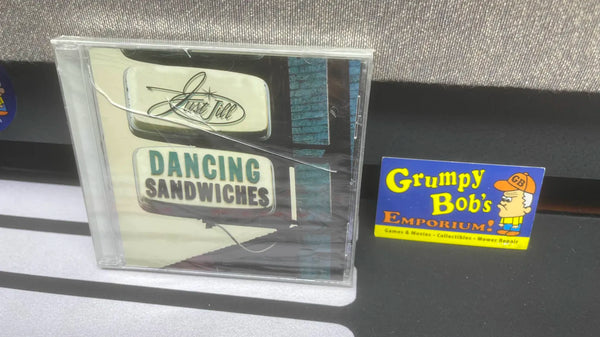 Just Jill
DANCING
SANDWICHES
Grumpy
Bob's
EMPORIUM!
Games & Movies - Collectibles - Mower Repair
GB